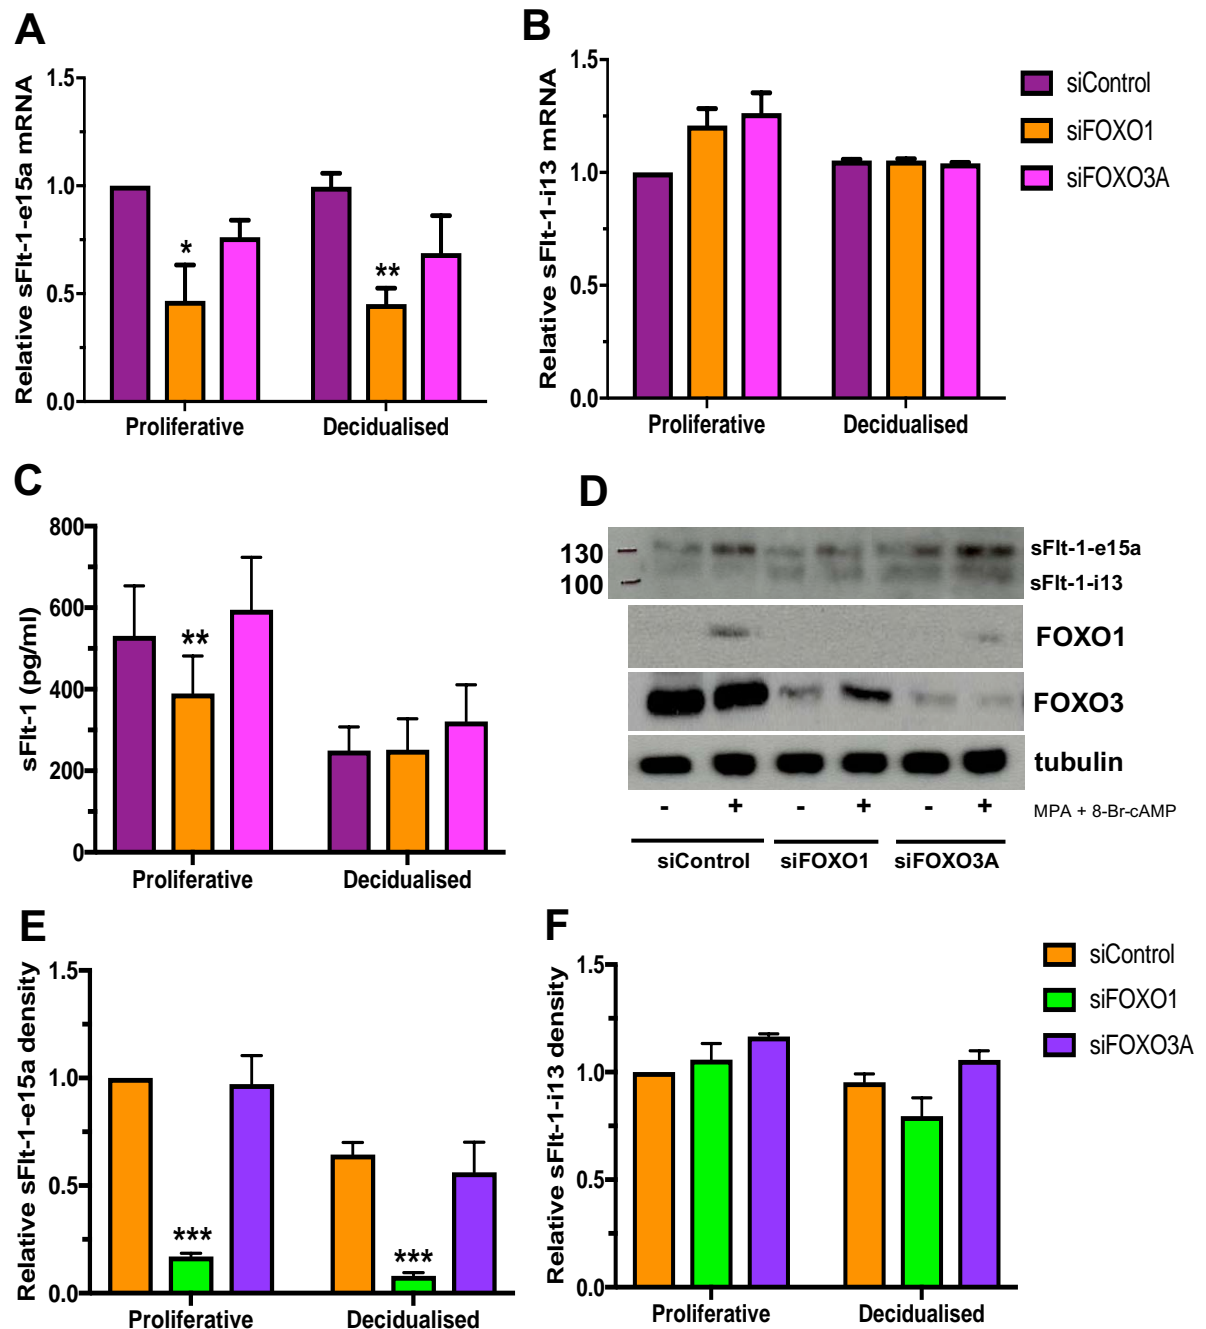 A
Relative sFlt-1-e15a mRNA
1.5
1.0
0.5
0.0
*
**
Proliferative
Decidualised
B
Relative sFlt-1-i13 mRNA
1.5
1.0
0.5
0.0
Proliferative
Decidualised
siControl
siFOXO1
siFOXO3A
C
sFlt-1 (pg/ml)
800
600
400
200
0
**
Proliferative
Decidualised
D
130
100
sFlt-1-e15a
sFlt-1-i13
FOXO1
FOXO3
tubulin
- + - + - + MPA + 8-Br-cAMP
siControl siFOXO1 siFOXO3A
E
Relative sFlt-1-e15a density
1.5
1.0
0.5
0.0
***
***
Proliferative
Decidualised
F
Relative sFlt-1-i13 density
1.5
1.0
0.5
0.0
Proliferative
Decidualised
siControl
siFOXO1
siFOXO3A